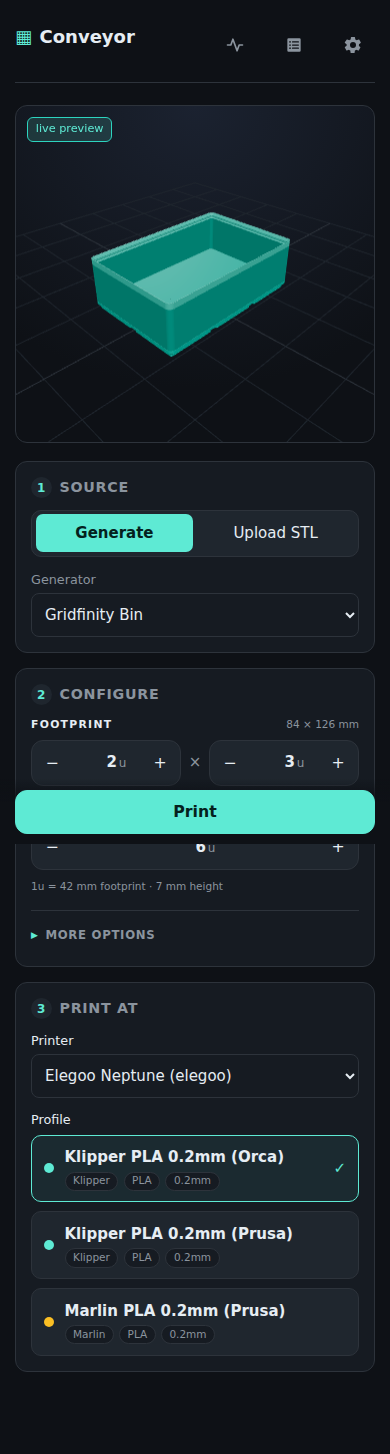 Conveyor
live preview
1 SOURCE
Generate Upload STL
Generator
Gridfinity Bin
2 CONFIGURE
FOOTPRINT 84 × 126 mm
− 2 u + × − 3 u +
Print
− 6 u +
1u = 42 mm footprint · 7 mm height
▸ MORE OPTIONS
3 PRINT AT
Printer
Elegoo Neptune (elegoo)
Profile
Klipper PLA 0.2mm (Orca) ✓
Klipper PLA 0.2mm
Klipper PLA 0.2mm (Prusa)
Klipper PLA 0.2mm
Marlin PLA 0.2mm (Prusa)
Marlin PLA 0.2mm